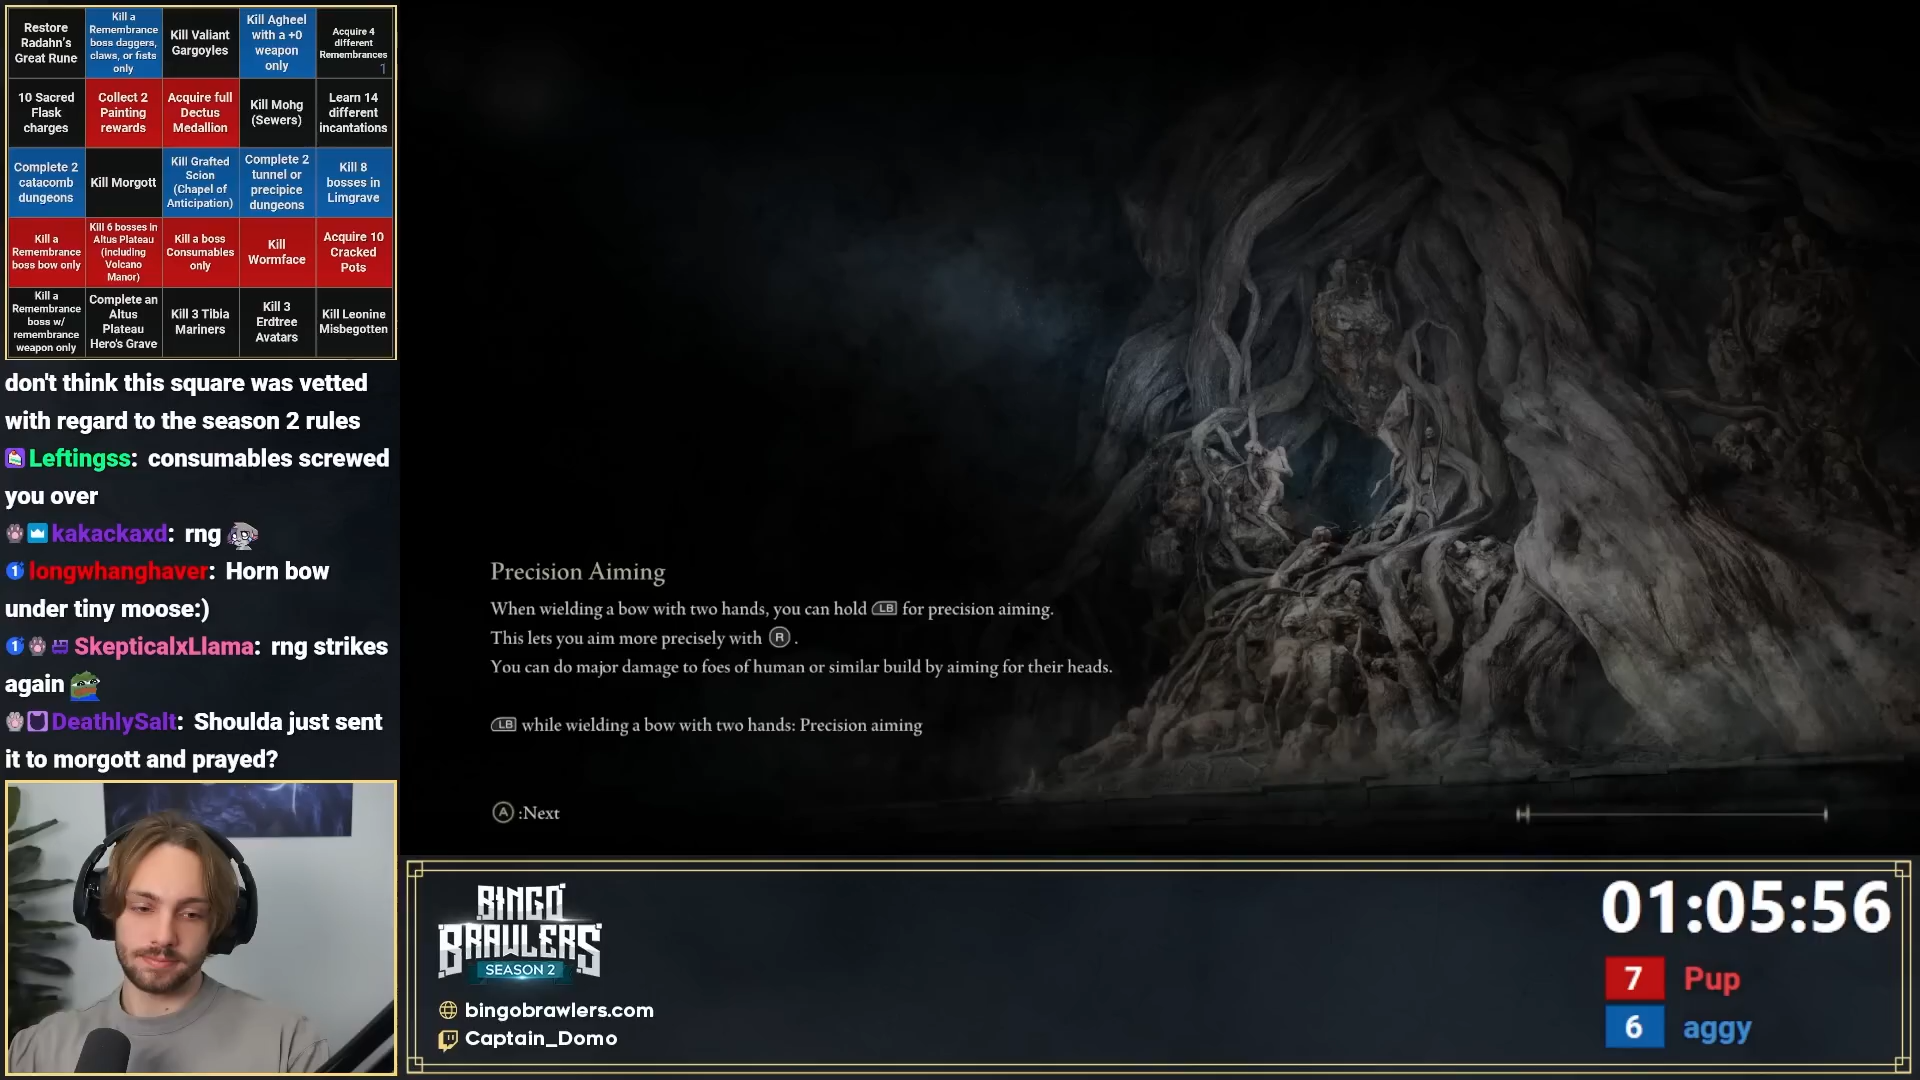 Restore
Radahn's
Great Rune
Kill a
Remembrance
boss daggers,
claws, or fists
only
Kill Valiant
Gargoyles
Kill Agheel
with a +0
weapon
only
Acquire 4
different
Remembrances
1
10 Sacred
Flask
charges
Collect 2
Painting
rewards
Acquire full
Dectus
Medallion
Kill Mohg
(Sewers)
Learn 14
different
incantations
Complete 2
catacomb
dungeons
Kill Morgott
Kill Grafted
Scion
(Chapel of
Anticipation)
Complete 2
tunnel or
precipice
dungeons
Kill 8
bosses in
Limgrave
Kill a
Remembrance
boss bow only
Kill 6 bosses in
Altus Plateau
(including
Volcano
Manor)
Kill a boss
Consumables
only
Kill
Wormface
Acquire 10
Cracked
Pots
Kill a
Remembrance
boss w/
remembrance
weapon only
Complete an
Altus
Plateau
Hero's Grave
Kill 3 Tibia
Mariners
Kill 3
Erdtree
Avatars
Kill Leonine
Misbegotten
don't think this square was vetted
with regard to the season 2 rules
Leftingss: consumables screwed
you over
kakackaxd: rng
1 longwhanghaver: Horn bow
under tiny moose:)
1 SkepticalxLlama: rng strikes
again
DeathlySalt: Shoulda just sent
it to morgott and prayed?
Precision Aiming
When wielding a bow with two hands, you can hold LB for precision aiming.
This lets you aim more precisely with R .
You can do major damage to foes of human or similar build by aiming for their heads.
LB while wielding a bow with two hands: Precision aiming
A :Next
BINGO
BRAWLERS
SEASON 2
bingobrawlers.com
Captain_Domo
01:05:56
7 Pup
6 aggy